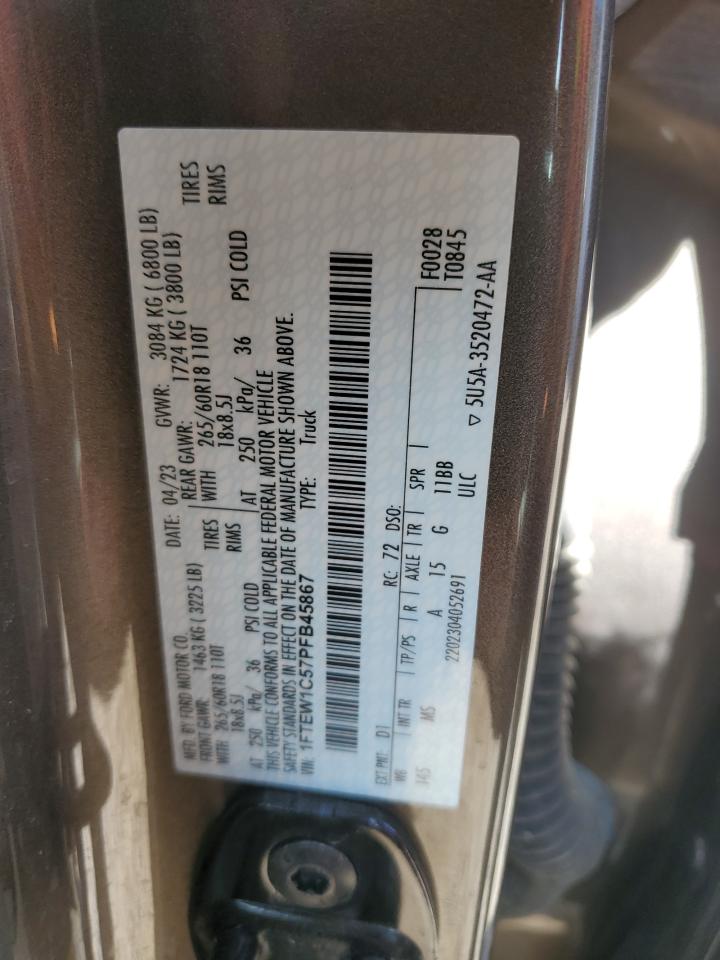 MFD. BY FORD MOTOR CO.
DATE: 04/23 GVWR: 3084 KG ( 6800 LB)
FRONT GAWR: 1463 KG ( 3225 LB)
REAR GAWR: 1724 KG ( 3800 LB)
WITH 265/60R18 110T TIRES
WITH 265/60R18 110T TIRES
18x8.5J RIMS
18x8.5J RIMS
AT 250 kPa/ 36 PSI COLD
AT 250 kPa/ 36 PSI COLD
THIS VEHICLE CONFORMS TO ALL APPLICABLE FEDERAL MOTOR VEHICLE
SAFETY STANDARDS IN EFFECT ON THE DATE OF MANUFACTURE SHOWN ABOVE.
VIN: 1FTEW1C57PFB45867 TYPE: Truck
EXT PNT: D1 RC: 72 DSO: F0028
WB INT TR TP/PS R AXLE TR SPR T0845
145 MS A 15 G 11BB
2202304052691 ULC ▽ 5U5A-3520472-AA